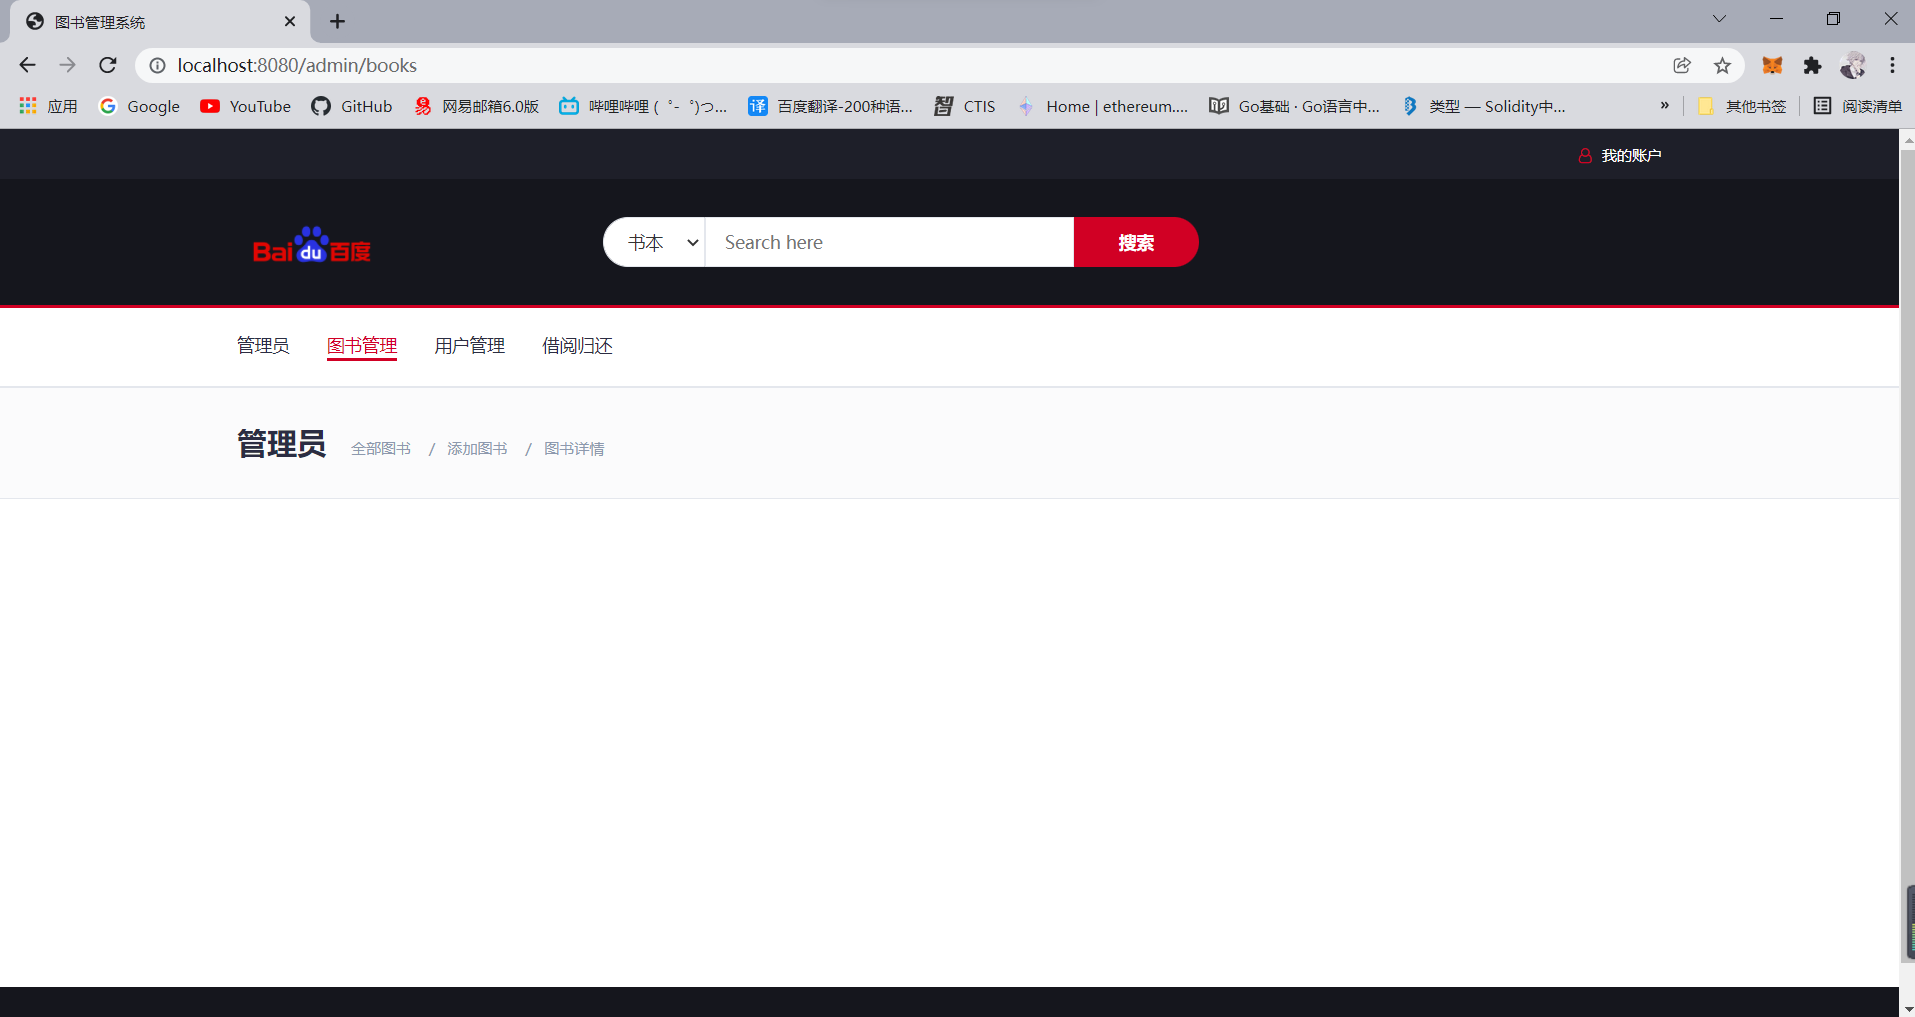 图书管理系统
localhost:8080/admin/books
应用 Google YouTube GitHub 网易邮箱6.0版 哔哩哔哩 ( ゜- ゜)つ... 译 百度翻译-200种语... 智 CTIS Home | ethereum.... Go基础 · Go语言中... 类型 — Solidity中... » 其他书签 阅读清单
我的账户
Bai du 百度 书本 Search here 搜索
管理员 图书管理 用户管理 借阅归还
管理员 全部图书 / 添加图书 / 图书详情